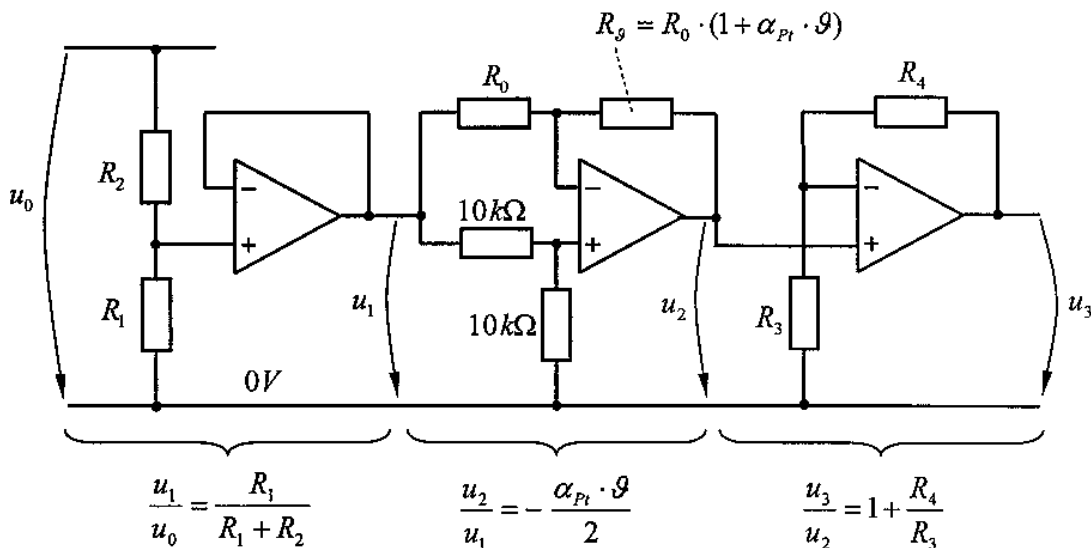 R_ϑ = R_0 · (1 + α_Pt · ϑ)
R_0
R_4
R_2
u_0
10kΩ
R_1
u_1
10kΩ
u_2
R_3
u_3
0V
u_1/u_0 = R_1/(R_1 + R_2)
u_2/u_1 = − (α_Pt · ϑ)/2
u_3/u_2 = 1 + R_4/R_3